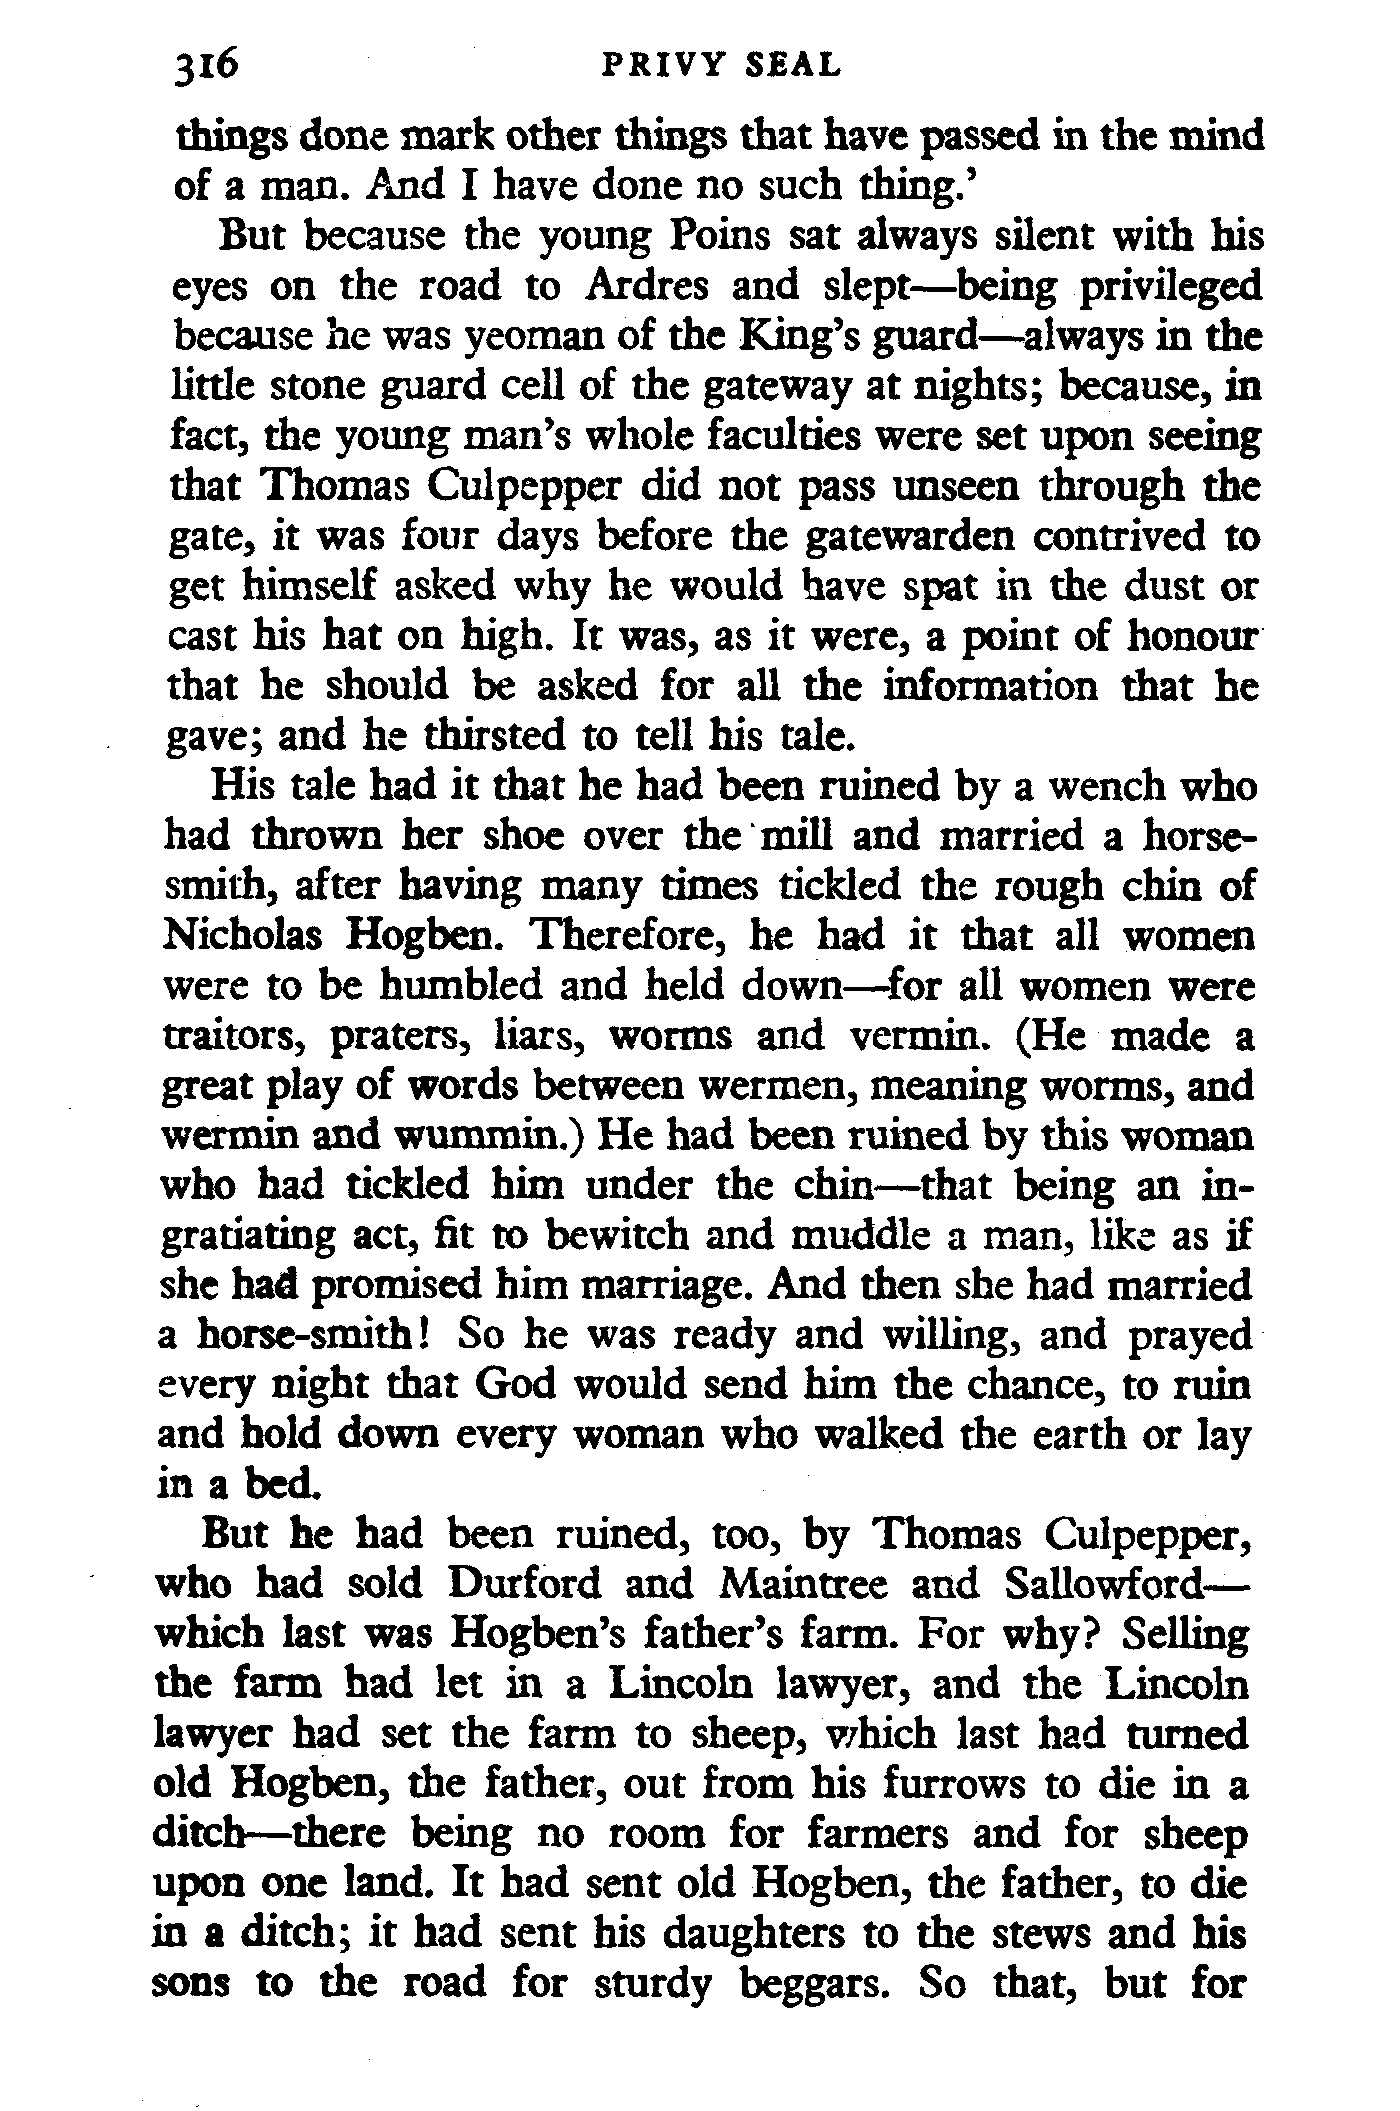 316 PRIVY SEAL
things done mark other things that have passed in the mind
of a man. And I have done no such thing.’
But because the young Poins sat always silent with his
eyes on the road to Ardres and slept—being privileged
because he was yeoman of the King’s guard—always in the
little stone guard cell of the gateway at nights; because, in
fact, the young man’s whole faculties were set upon seeing
that Thomas Culpepper did not pass unseen through the
gate, it was four days before the gatewarden contrived to
get himself asked why he would have spat in the dust or
cast his hat on high. It was, as it were, a point of honour
that he should be asked for all the information that he
gave; and he thirsted to tell his tale.
His tale had it that he had been ruined by a wench who
had thrown her shoe over the mill and married a horse-
smith, after having many times tickled the rough chin of
Nicholas Hogben. Therefore, he had it that all women
were to be humbled and held down—for all women were
traitors, praters, liars, worms and vermin. (He made a
great play of words between wermen, meaning worms, and
wermin and wummin.) He had been ruined by this woman
who had tickled him under the chin—that being an in-
gratiating act, fit to bewitch and muddle a man, like as if
she had promised him marriage. And then she had married
a horse-smith! So he was ready and willing, and prayed
every night that God would send him the chance, to ruin
and hold down every woman who walked the earth or lay
in a bed.
But he had been ruined, too, by Thomas Culpepper,
who had sold Durford and Maintree and Sallowford—
which last was Hogben’s father’s farm. For why? Selling
the farm had let in a Lincoln lawyer, and the Lincoln
lawyer had set the farm to sheep, which last had turned
old Hogben, the father, out from his furrows to die in a
ditch—there being no room for farmers and for sheep
upon one land. It had sent old Hogben, the father, to die
in a ditch; it had sent his daughters to the stews and his
sons to the road for sturdy beggars. So that, but for